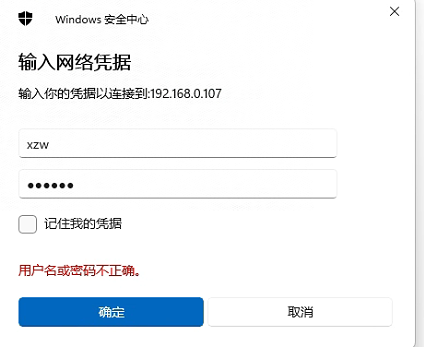 Windows 安全中心
输入网络凭据
输入你的凭据以连接到:192.168.0.107
xzw
••••••
记住我的凭据
用户名或密码不正确。
确定
取消